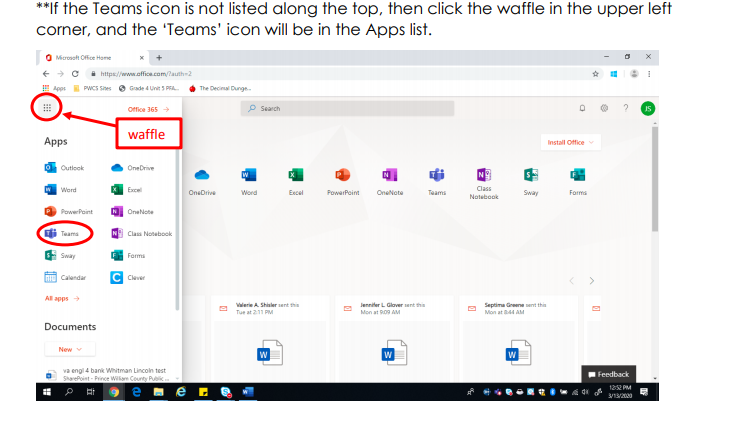 **If the Teams icon is not listed along the top, then click the waffle in the upper left
corner, and the ‘Teams’ icon will be in the Apps list.
Microsoft Office Home
https://www.office.com/?auth=2
Apps PWCS Sites Grade 4 Unit 5 PFA... The Decimal Dunge...
Office 365 →
Search
? JS
waffle
Apps
Install Office
Outlook OneDrive
Word Excel
PowerPoint OneNote
Teams Class Notebook
Sway Forms
Calendar Clever
All apps →
OneDrive Word Excel PowerPoint OneNote Teams Class Notebook Sway Forms
Valerie A. Shisler sent this
Tue at 2:11 PM
Jennifer L. Glover sent this
Mon at 9:09 AM
Septima Greene sent this
Mon at 8:44 AM
Documents
New
va engl 4 bank Whitman Lincoln test
SharePoint - Prince William County Public ...
Feedback
12:52 PM
3/13/2020